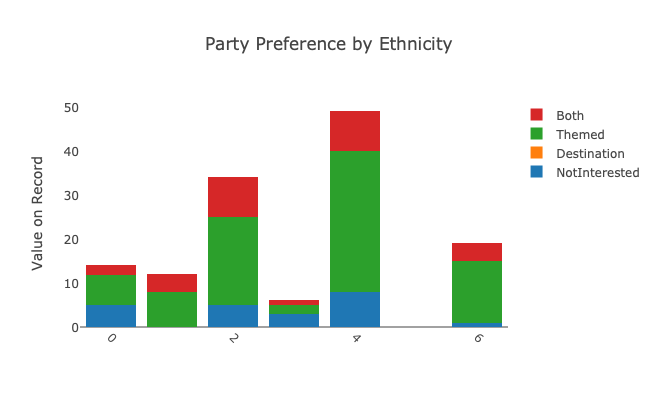 Party Preference by Ethnicity
50
40
30
20
10
0
Value on Record
0
2
4
6
Both
Themed
Destination
NotInterested